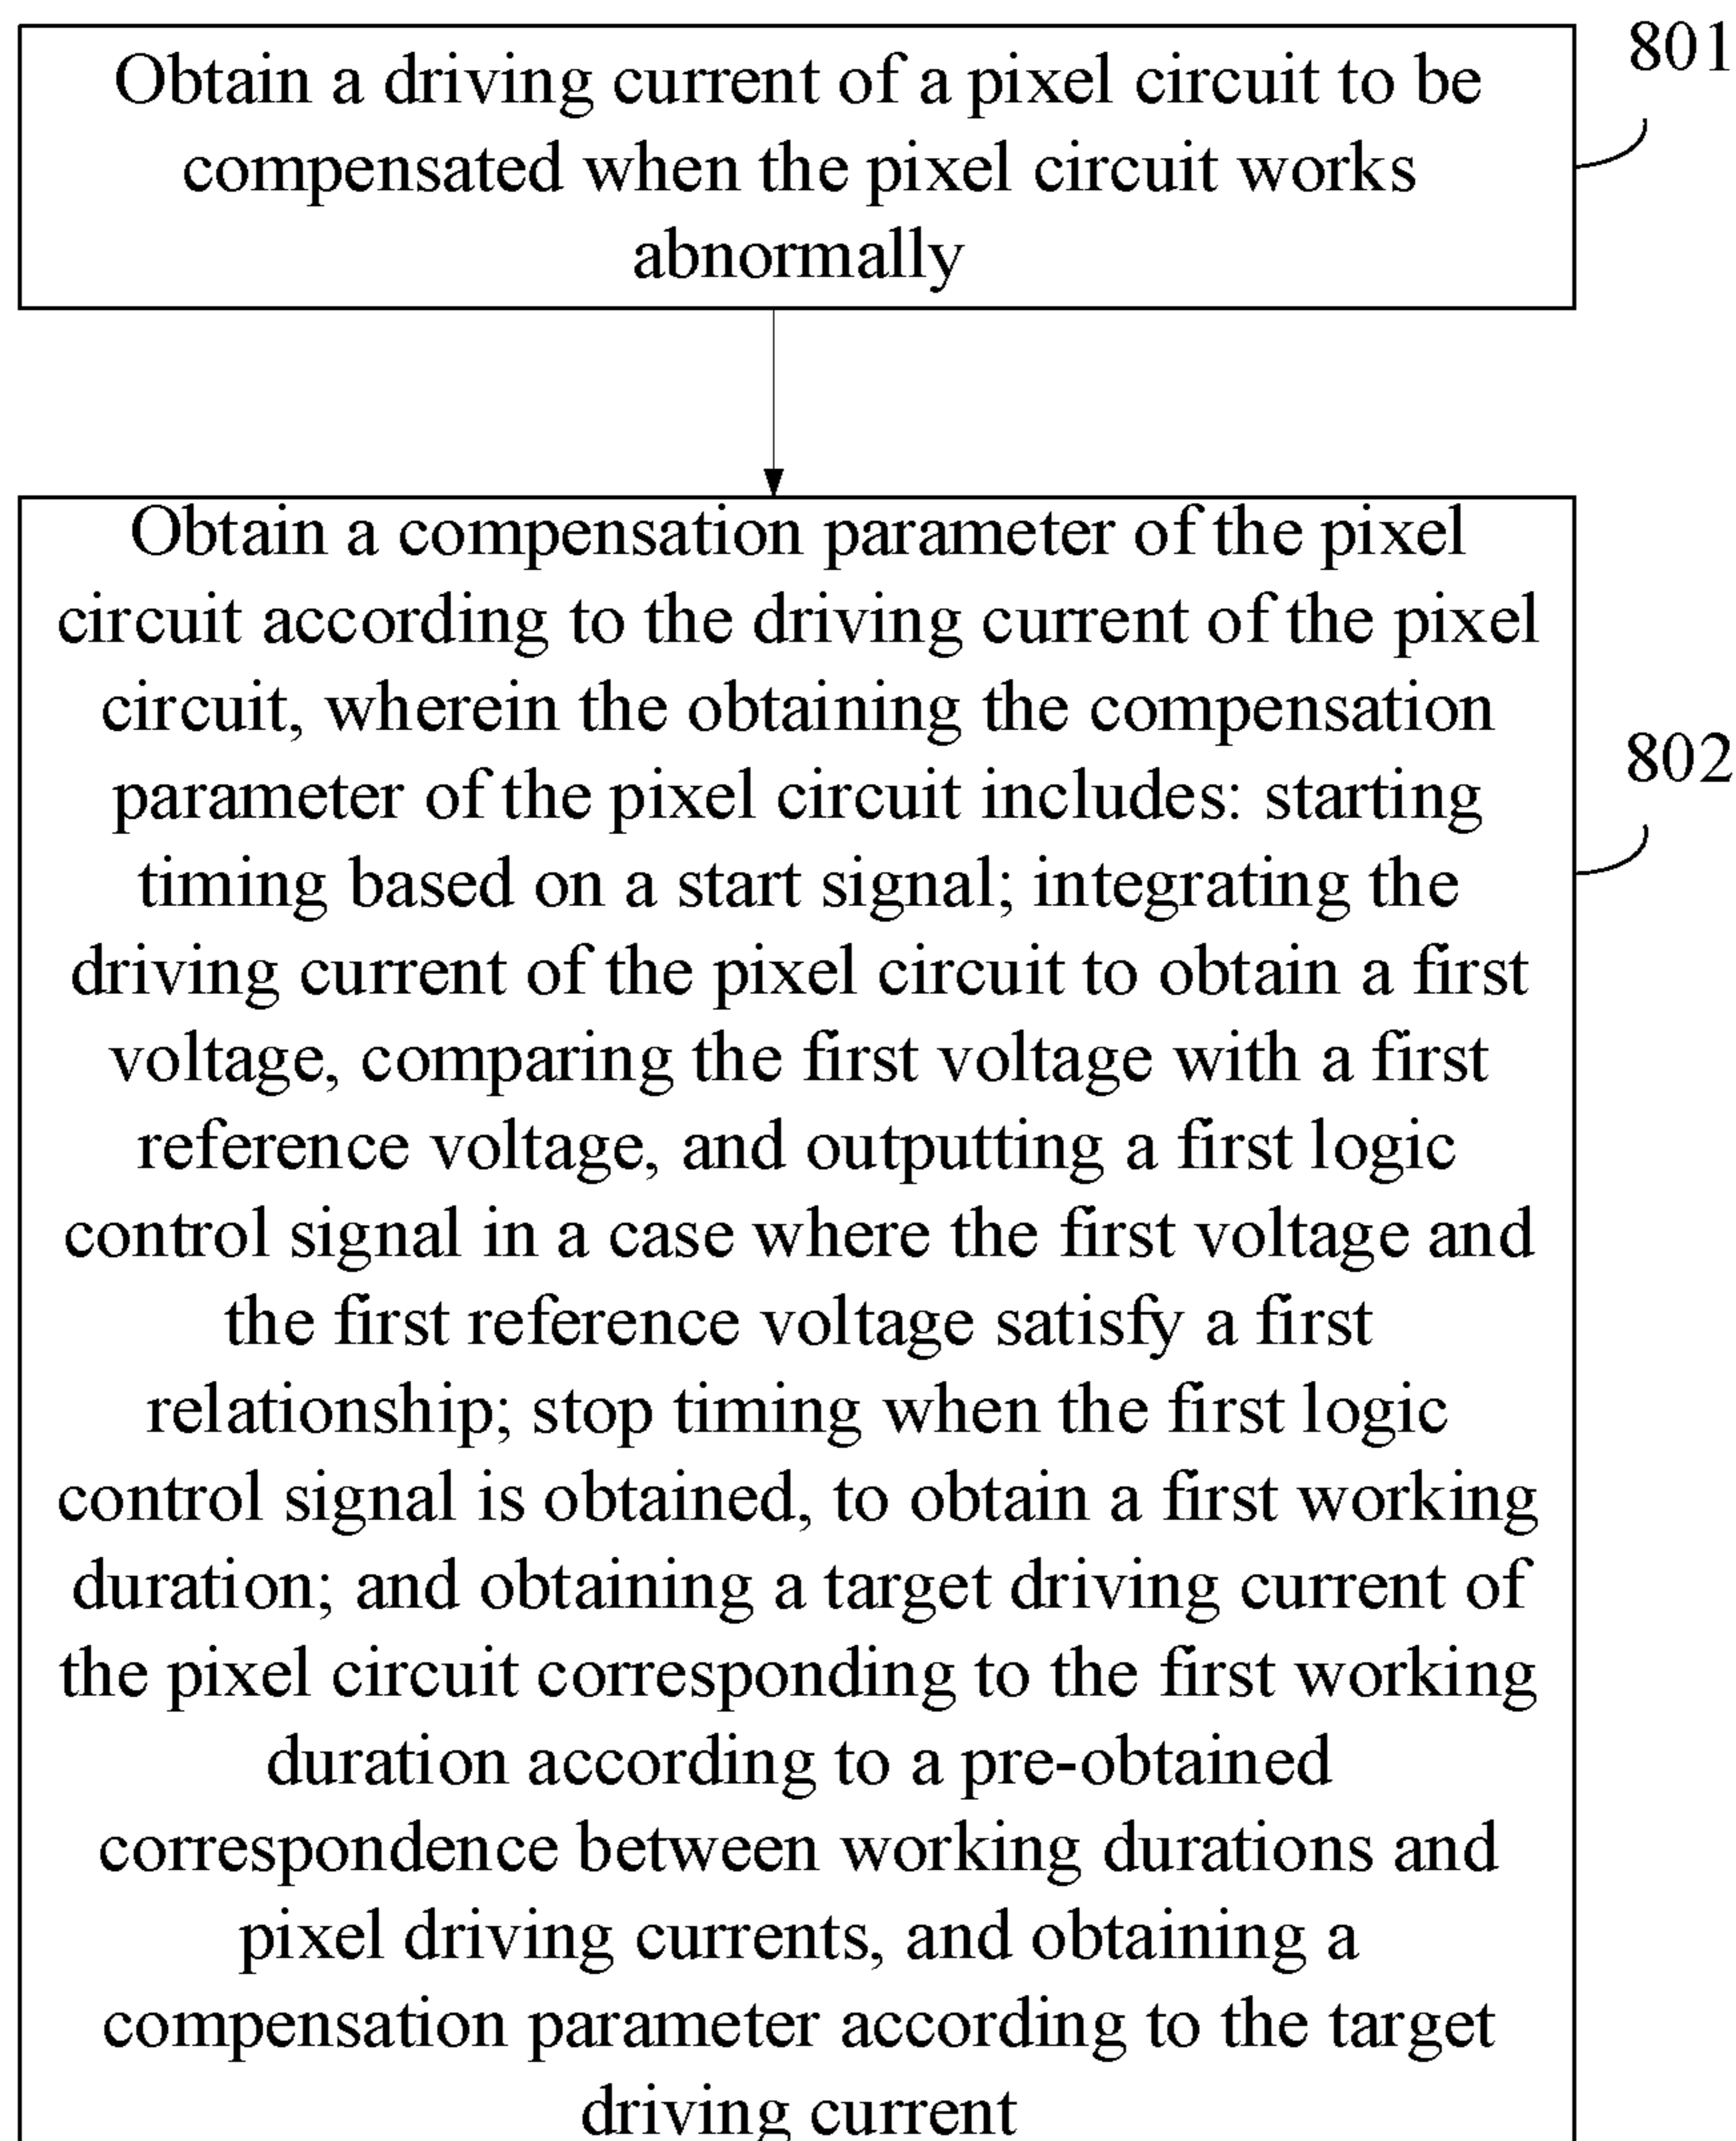 Obtain a driving current of a pixel circuit to be
compensated when the pixel circuit works
abnormally
801
Obtain a compensation parameter of the pixel
circuit according to the driving current of the pixel
circuit, wherein the obtaining the compensation
parameter of the pixel circuit includes: starting
timing based on a start signal; integrating the
driving current of the pixel circuit to obtain a first
voltage, comparing the first voltage with a first
reference voltage, and outputting a first logic
control signal in a case where the first voltage and
the first reference voltage satisfy a first
relationship; stop timing when the first logic
control signal is obtained, to obtain a first working
duration; and obtaining a target driving current of
the pixel circuit corresponding to the first working
duration according to a pre-obtained
correspondence between working durations and
pixel driving currents, and obtaining a
compensation parameter according to the target
driving current
802